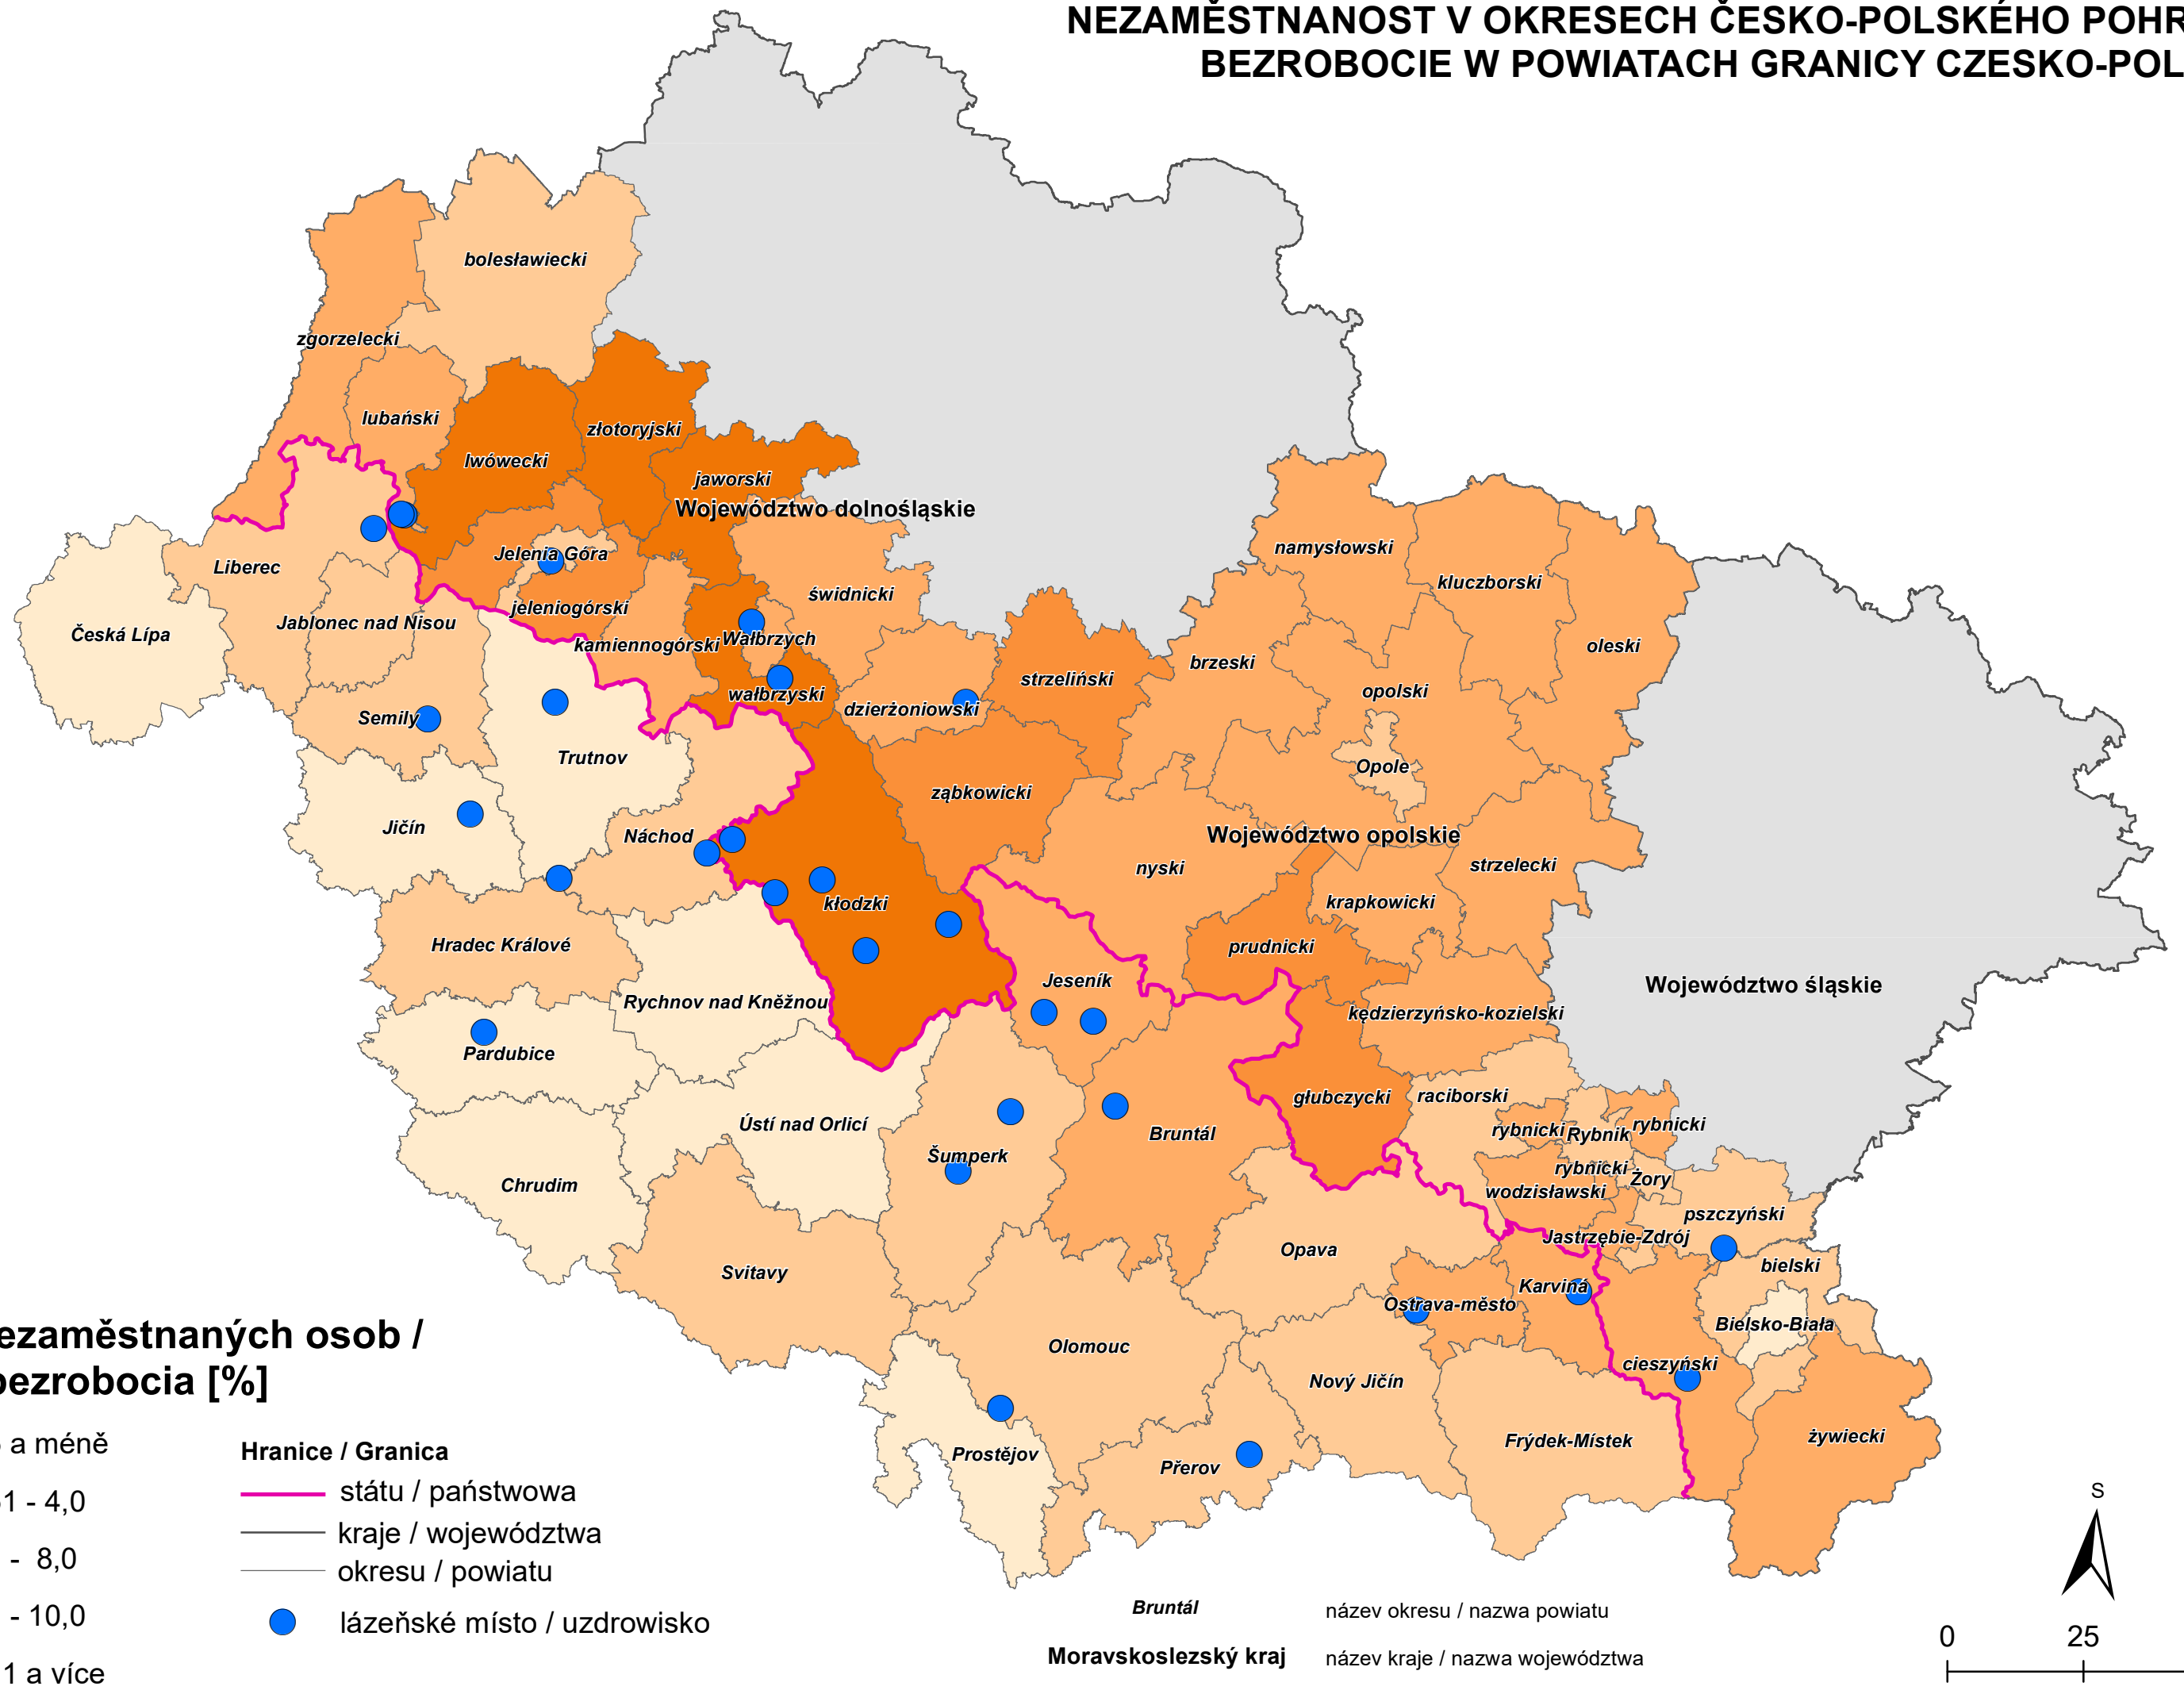 NEZAMĚSTNANOST V OKRESECH ČESKO-POLSKÉHO POHR
BEZROBOCIE W POWIATACH GRANICY CZESKO-POL
bolesławiecki
zgorzelecki
lubański
złotoryjski
lwówecki
jaworski
Województwo dolnośląskie
namysłowski
Jelenia Góra
Liberec
kluczborski
świdnicki
jeleniogórski
Jablonec nad Nisou
Česká Lípa
Wałbrzych
kamiennogórski
oleski
brzeski
strzeliński
opolski
wałbrzyski
dzierżoniowski
Semily
Trutnov
Opole
ząbkowicki
Jičín
Náchod
Województwo opolskie
strzelecki
nyski
krapkowicki
kłodzki
Hradec Králové
prudnicki
Jeseník
Województwo śląskie
Rychnov nad Kněžnou
kędzierzyńsko-kozielski
Pardubice
głubczycki
raciborski
Ústí nad Orlicí
rybnicki
rybnicki
Rybnik
Bruntál
Šumperk
rybnicki
Żory
Chrudim
wodzisławski
pszczyński
Jastrzębie-Zdrój
Opava
bielski
Svitavy
Karviná
Ostrava-město
Bielsko-Biała
Olomouc
cieszyński
Nový Jičín
żywiecki
Frýdek-Místek
Prostějov
Přerov
ezaměstnaných osob /
bezrobocia [%]
a méně
1 - 4,0
- 8,0
- 10,0
1 a více
Hranice / Granica
státu / państwowa
kraje / województwa
okresu / powiatu
lázeňské místo / uzdrowisko
Bruntál název okresu / nazwa powiatu
Moravskoslezský kraj název kraje / nazwa województwa
S
0 25